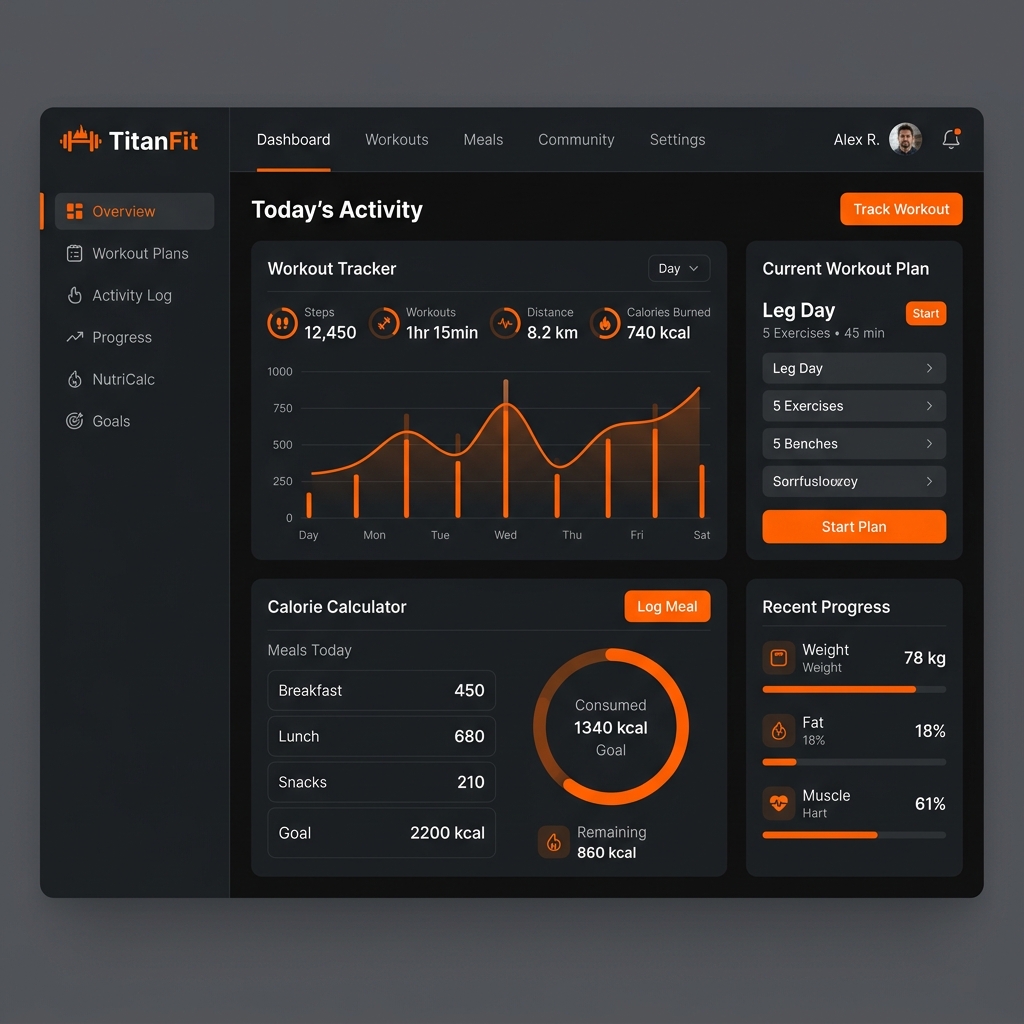 TitanFit
Dashboard Workouts Meals Community Settings
Alex R.
Overview
Workout Plans
Activity Log
Progress
NutriCalc
Goals
Today's Activity
Track Workout
Workout Tracker
Day
Steps
12,450
Workouts
1hr 15min
Distance
8.2 km
Calories Burned
740 kcal
1000
750
500
250
0
Day Mon Tue Wed Thu Fri Sat
Current Workout Plan
Leg Day
Start
5 Exercises • 45 min
Leg Day
5 Exercises
5 Benches
Start Plan
Calorie Calculator
Log Meal
Meals Today
Breakfast 450
Lunch 680
Snacks 210
Goal 2200 kcal
Consumed
1340 kcal
Goal
Remaining
860 kcal
Recent Progress
Weight
Weight
78 kg
Fat
18%
18%
Muscle
Hart
61%